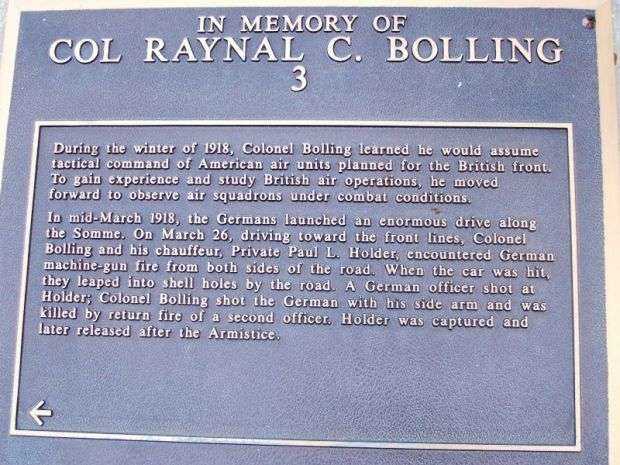 IN MEMORY OF
COL RAYNAL C. BOLLING
3
During the winter of 1918, Colonel Bolling learned he would assume
tactical command of American air units planned for the British front.
To gain experience and study British air operations, he moved
forward to observe air squadrons under combat conditions.
In mid-March 1918, the Germans launched an enormous drive along
the Somme. On March 26, driving toward the front lines, Colonel
Bolling and his chauffeur, Private Paul L. Holder, encountered German
machine-gun fire from both sides of the road. When the car was hit,
they leaped into shell holes by the road. A German officer shot at
Holder; Colonel Bolling shot the German with his side arm and was
killed by return fire of a second officer. Holder was captured and
later released after the Armistice.